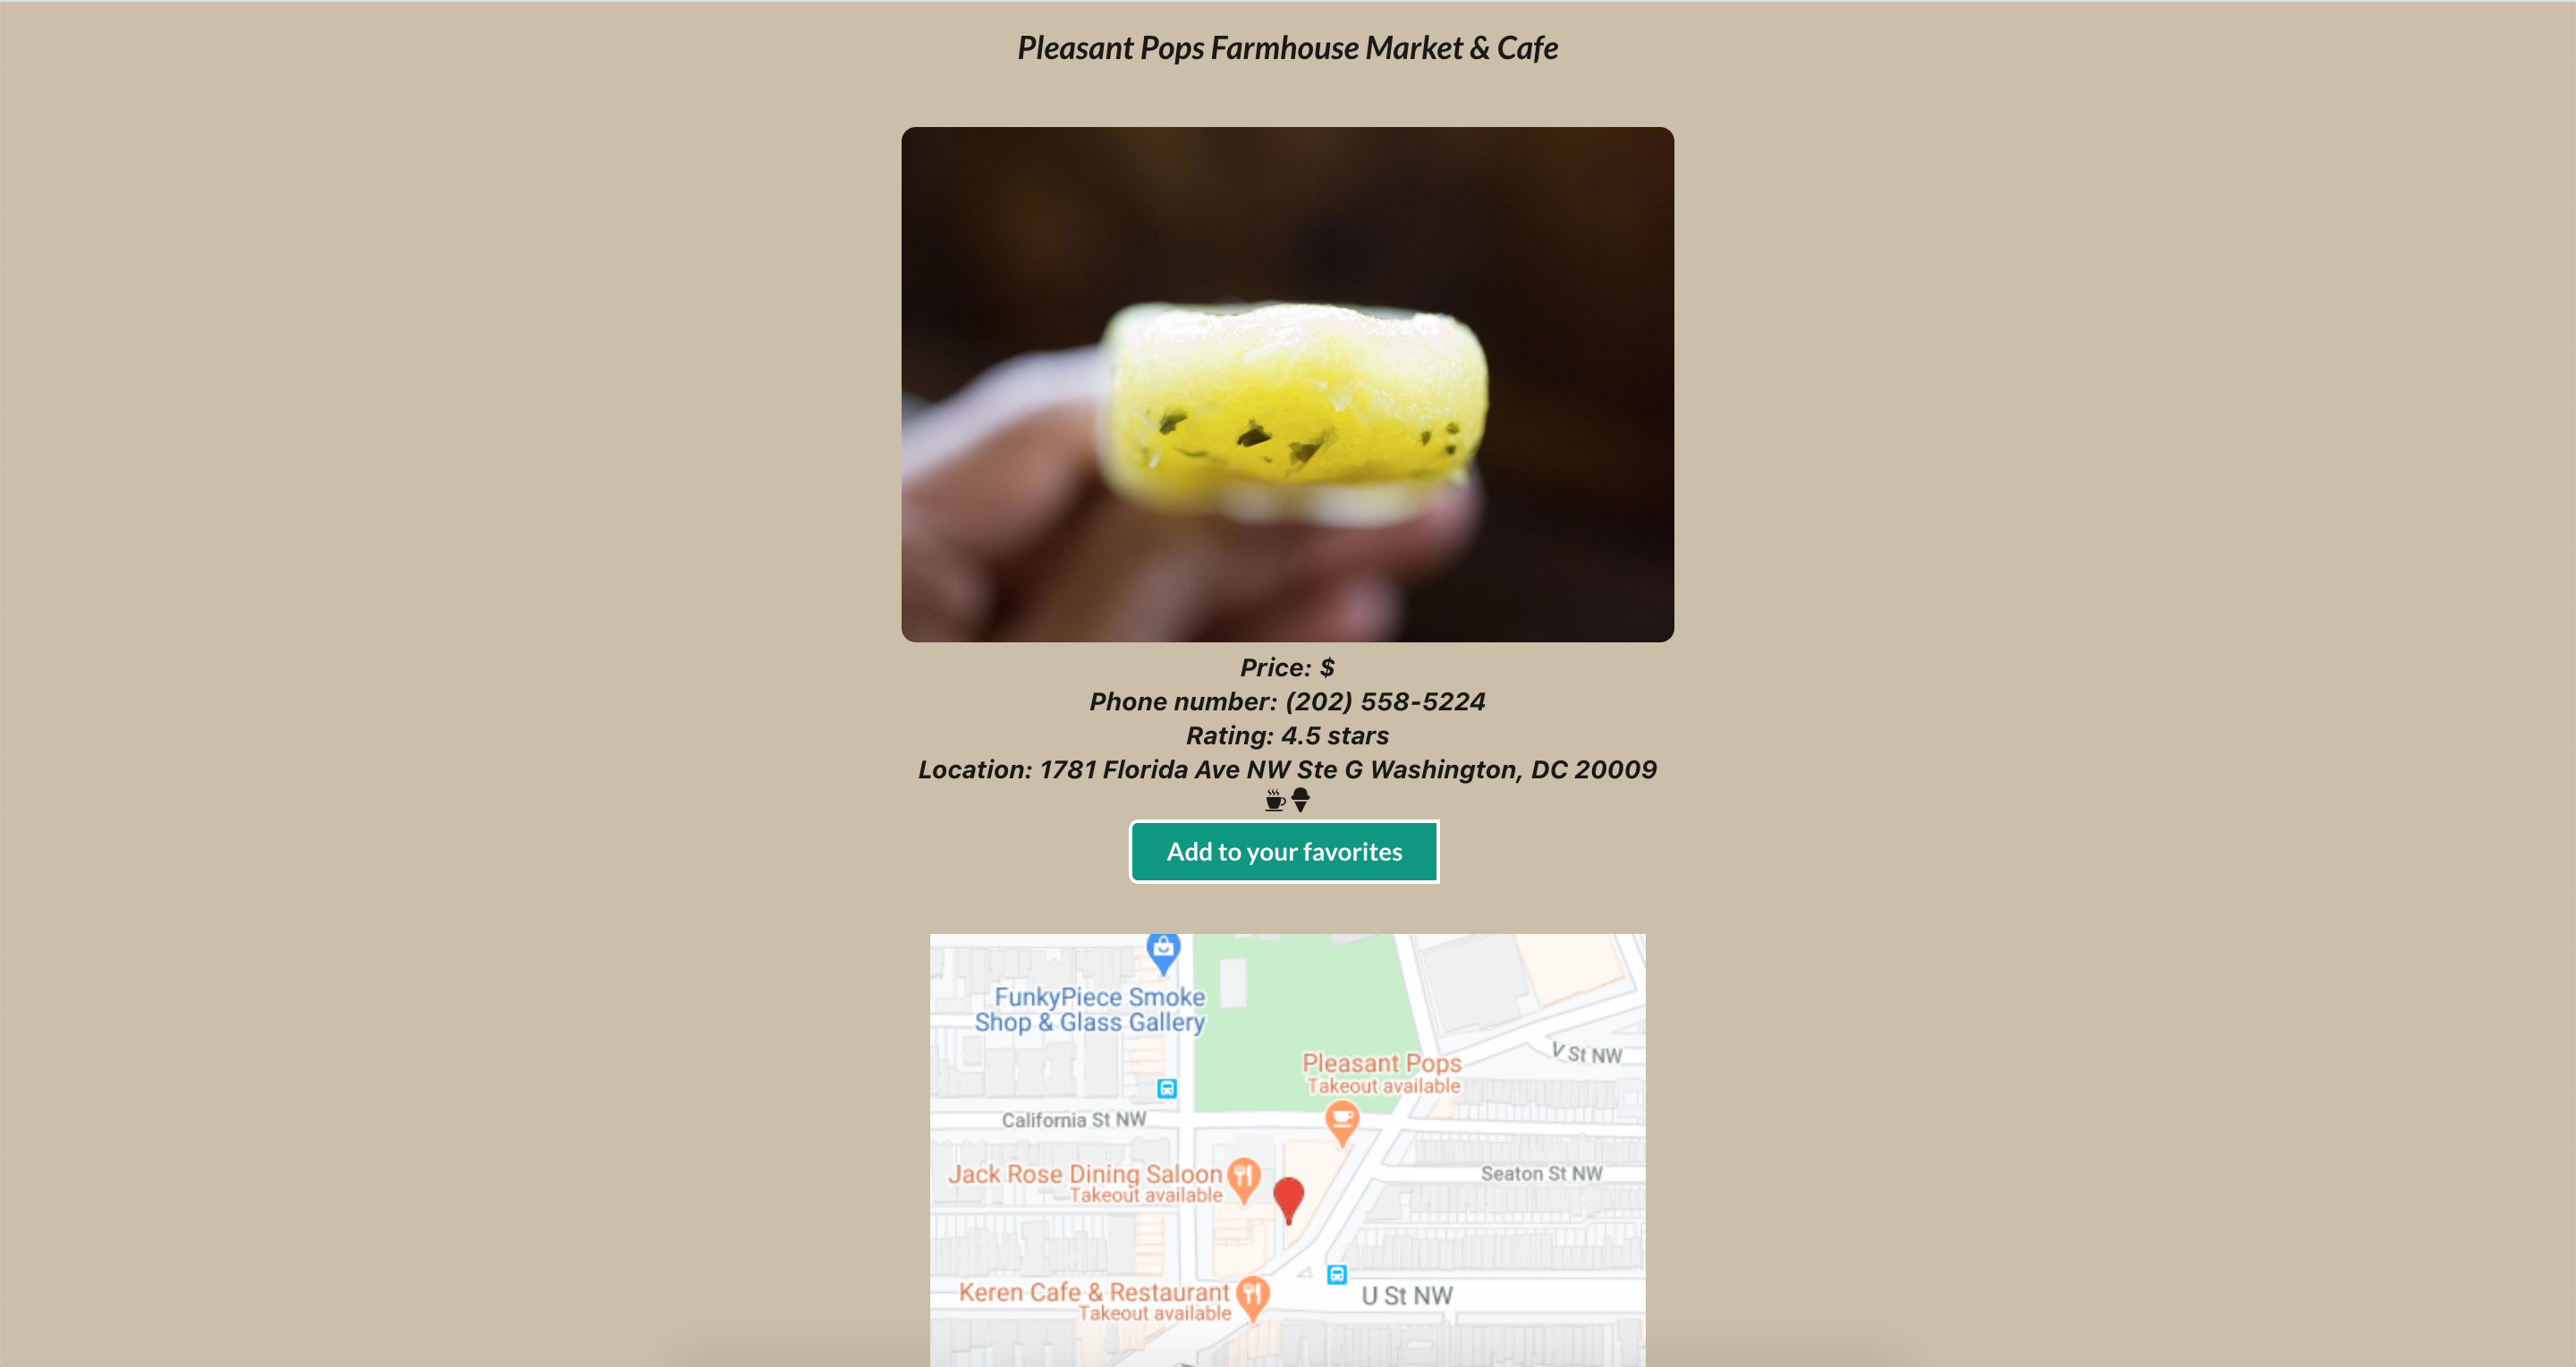 Pleasant Pops Farmhouse Market & Cafe
Price: $
Phone number: (202) 558-5224
Rating: 4.5 stars
Location: 1781 Florida Ave NW Ste G Washington, DC 20009
Add to your favorites
FunkyPiece Smoke
Shop & Glass Gallery
V St NW
Pleasant Pops
Takeout available
California St NW
Jack Rose Dining Saloon
Takeout available
Seaton St NW
Keren Cafe & Restaurant
Takeout available
U St NW